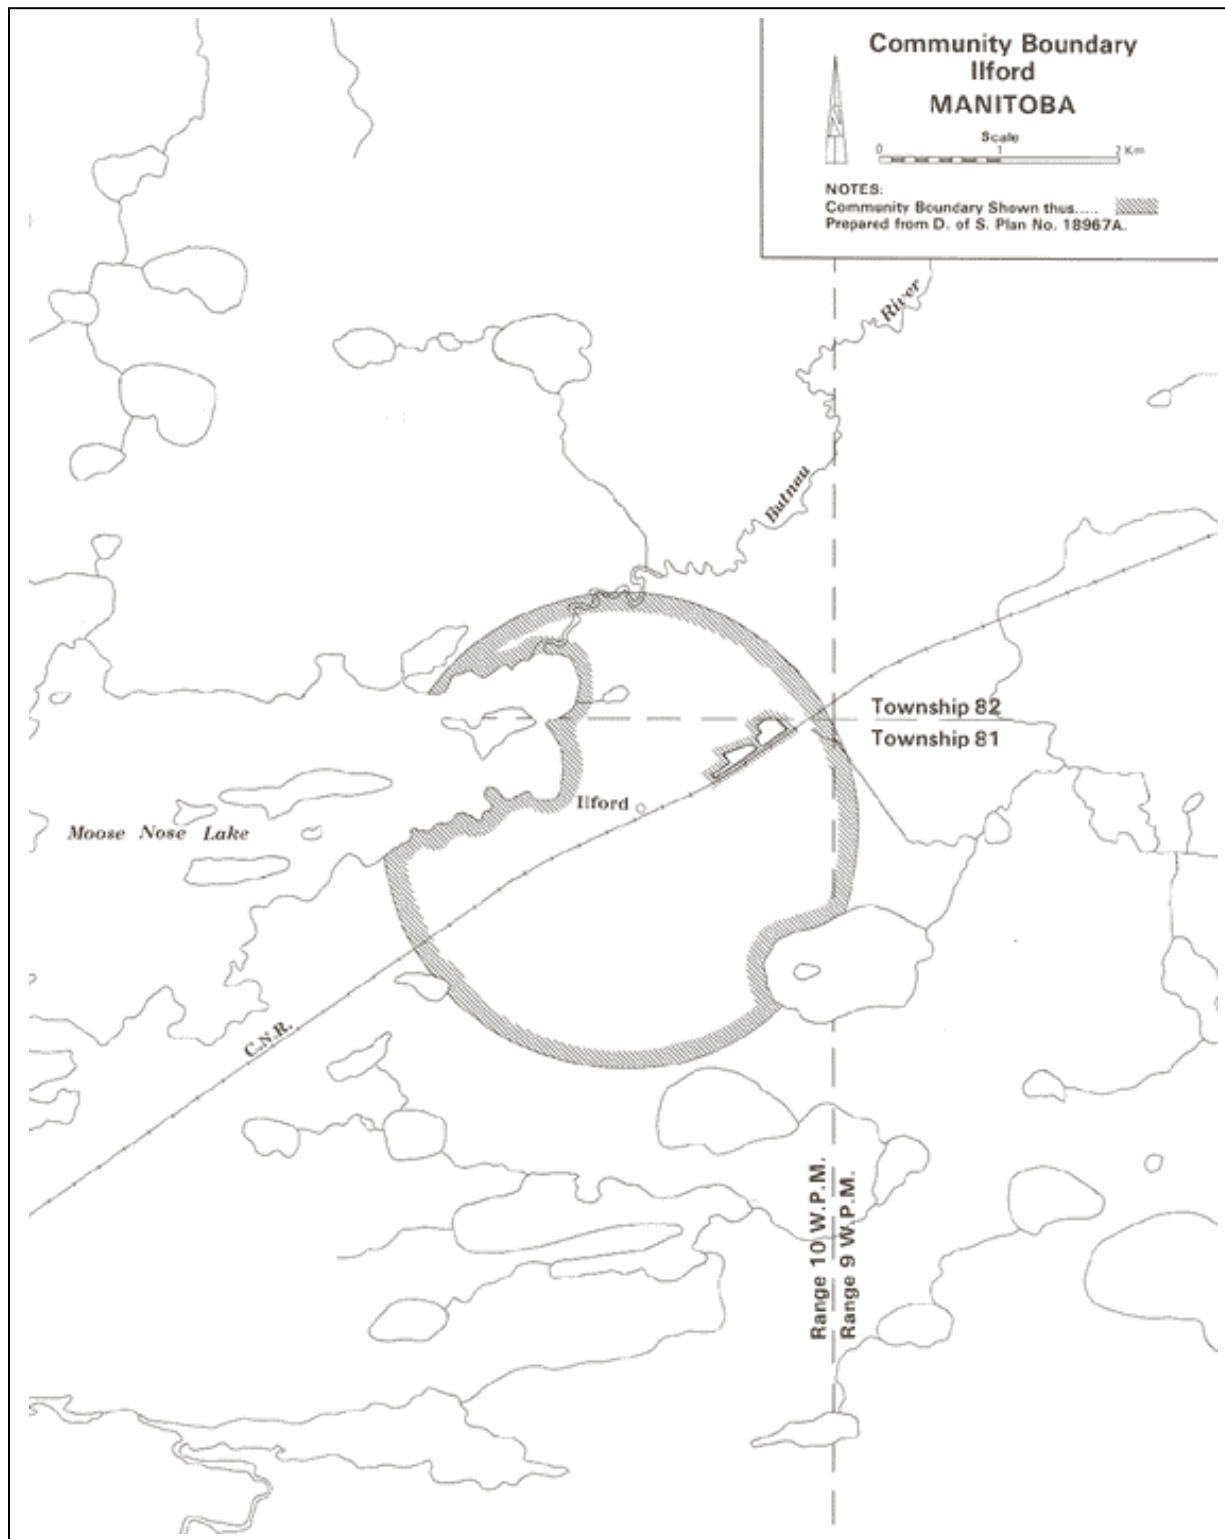 Community Boundary
Ilford
MANITOBA
Scale
0 1 2 Km
NOTES:
Community Boundary Shown thus.....
Prepared from D. of S. Plan No. 18967A.
River
Butnau
Township 82
Township 81
Ilford
Moose Nose Lake
C.N.R.
Range 10 W.P.M.
Range 9 W.P.M.
N